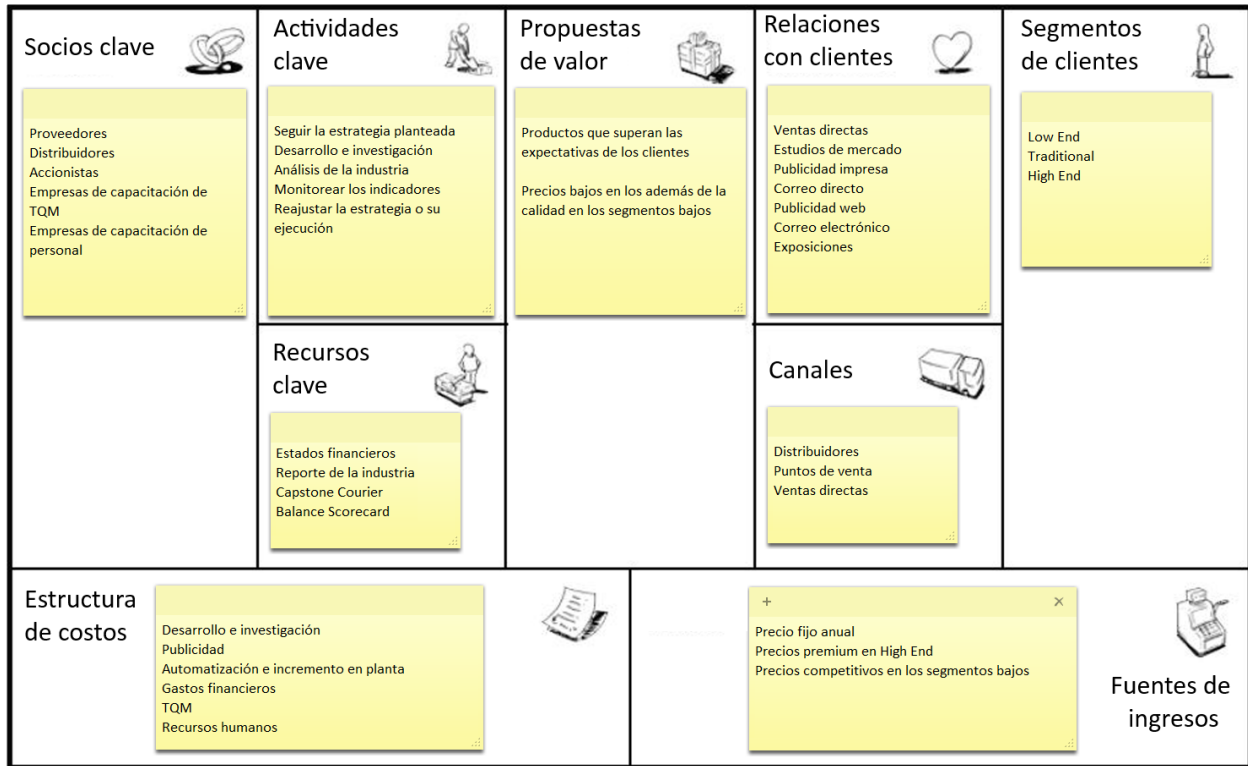 Socios clave
Proveedores
Distribuidores
Accionistas
Empresas de capacitación de
TQM
Empresas de capacitación de
personal
Actividades
clave
Seguir la estrategia planteada
Desarrollo e investigación
Análisis de la industria
Monitorear los indicadores
Reajustar la estrategia o su
ejecución
Recursos
clave
Estados financieros
Reporte de la industria
Capstone Courier
Balance Scorecard
Propuestas
de valor
Productos que superan las
expectativas de los clientes
Precios bajos en los además de la
calidad en los segmentos bajos
Relaciones
con clientes
Ventas directas
Estudios de mercado
Publicidad impresa
Correo directo
Publicidad web
Correo electrónico
Exposiciones
Canales
Distribuidores
Puntos de venta
Ventas directas
Segmentos
de clientes
Low End
Traditional
High End
Estructura
de costos
Desarrollo e investigación
Publicidad
Automatización e incremento en planta
Gastos financieros
TQM
Recursos humanos
Precio fijo anual
Precios premium en High End
Precios competitivos en los segmentos bajos
Fuentes de
ingresos